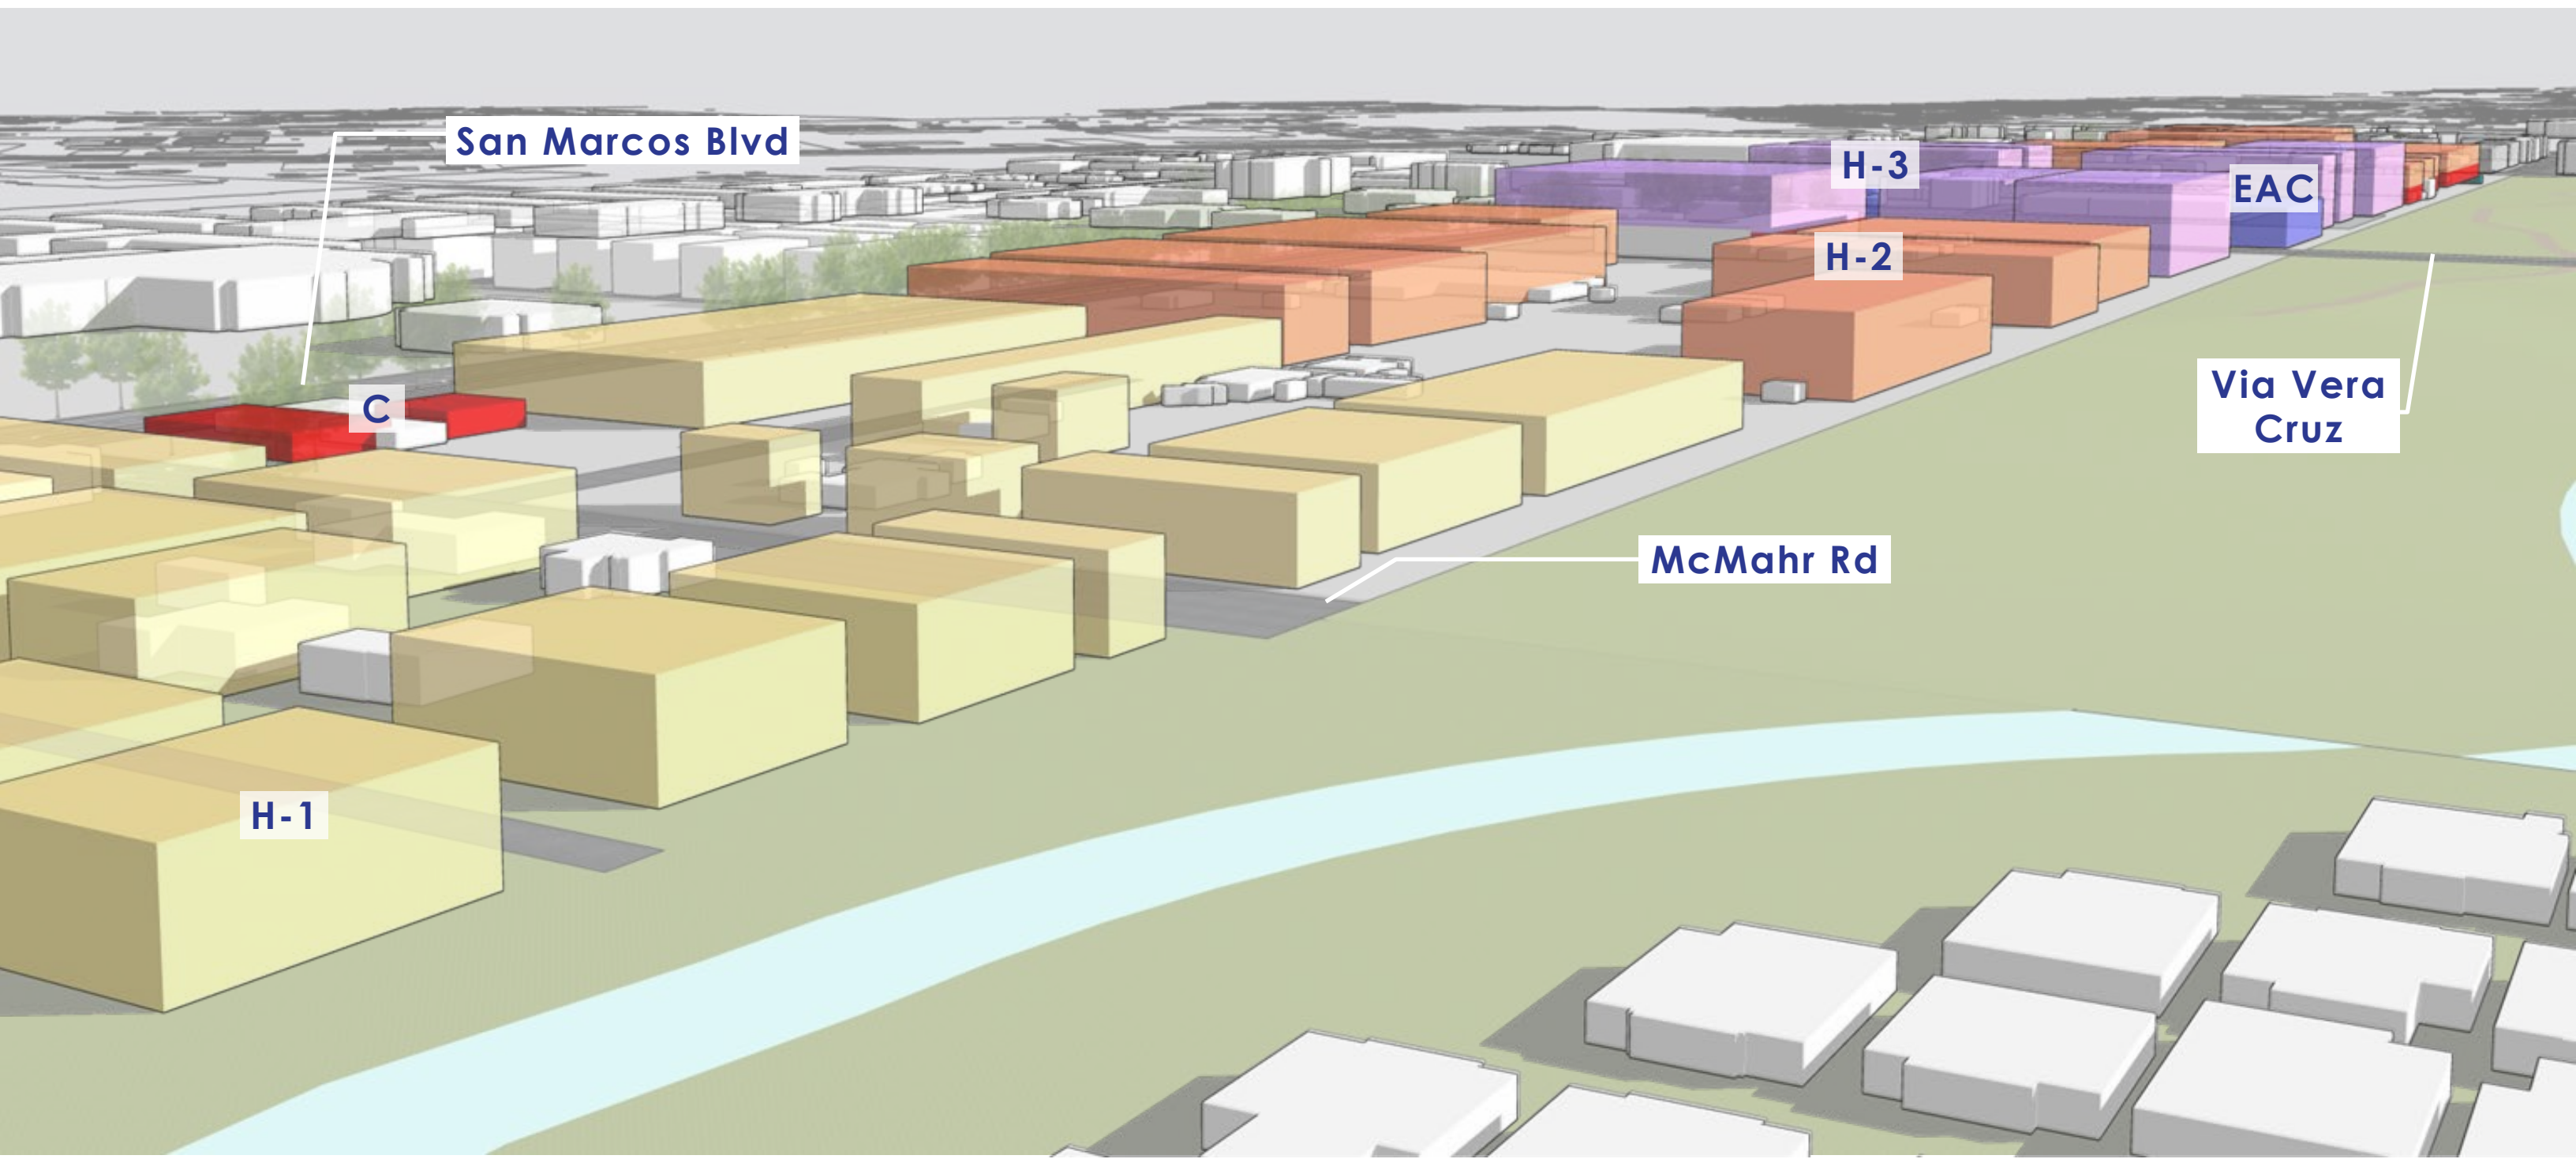 San Marcos Blvd
H-3
EAC
H-2
Via Vera
Cruz
C
McMahr Rd
H-1